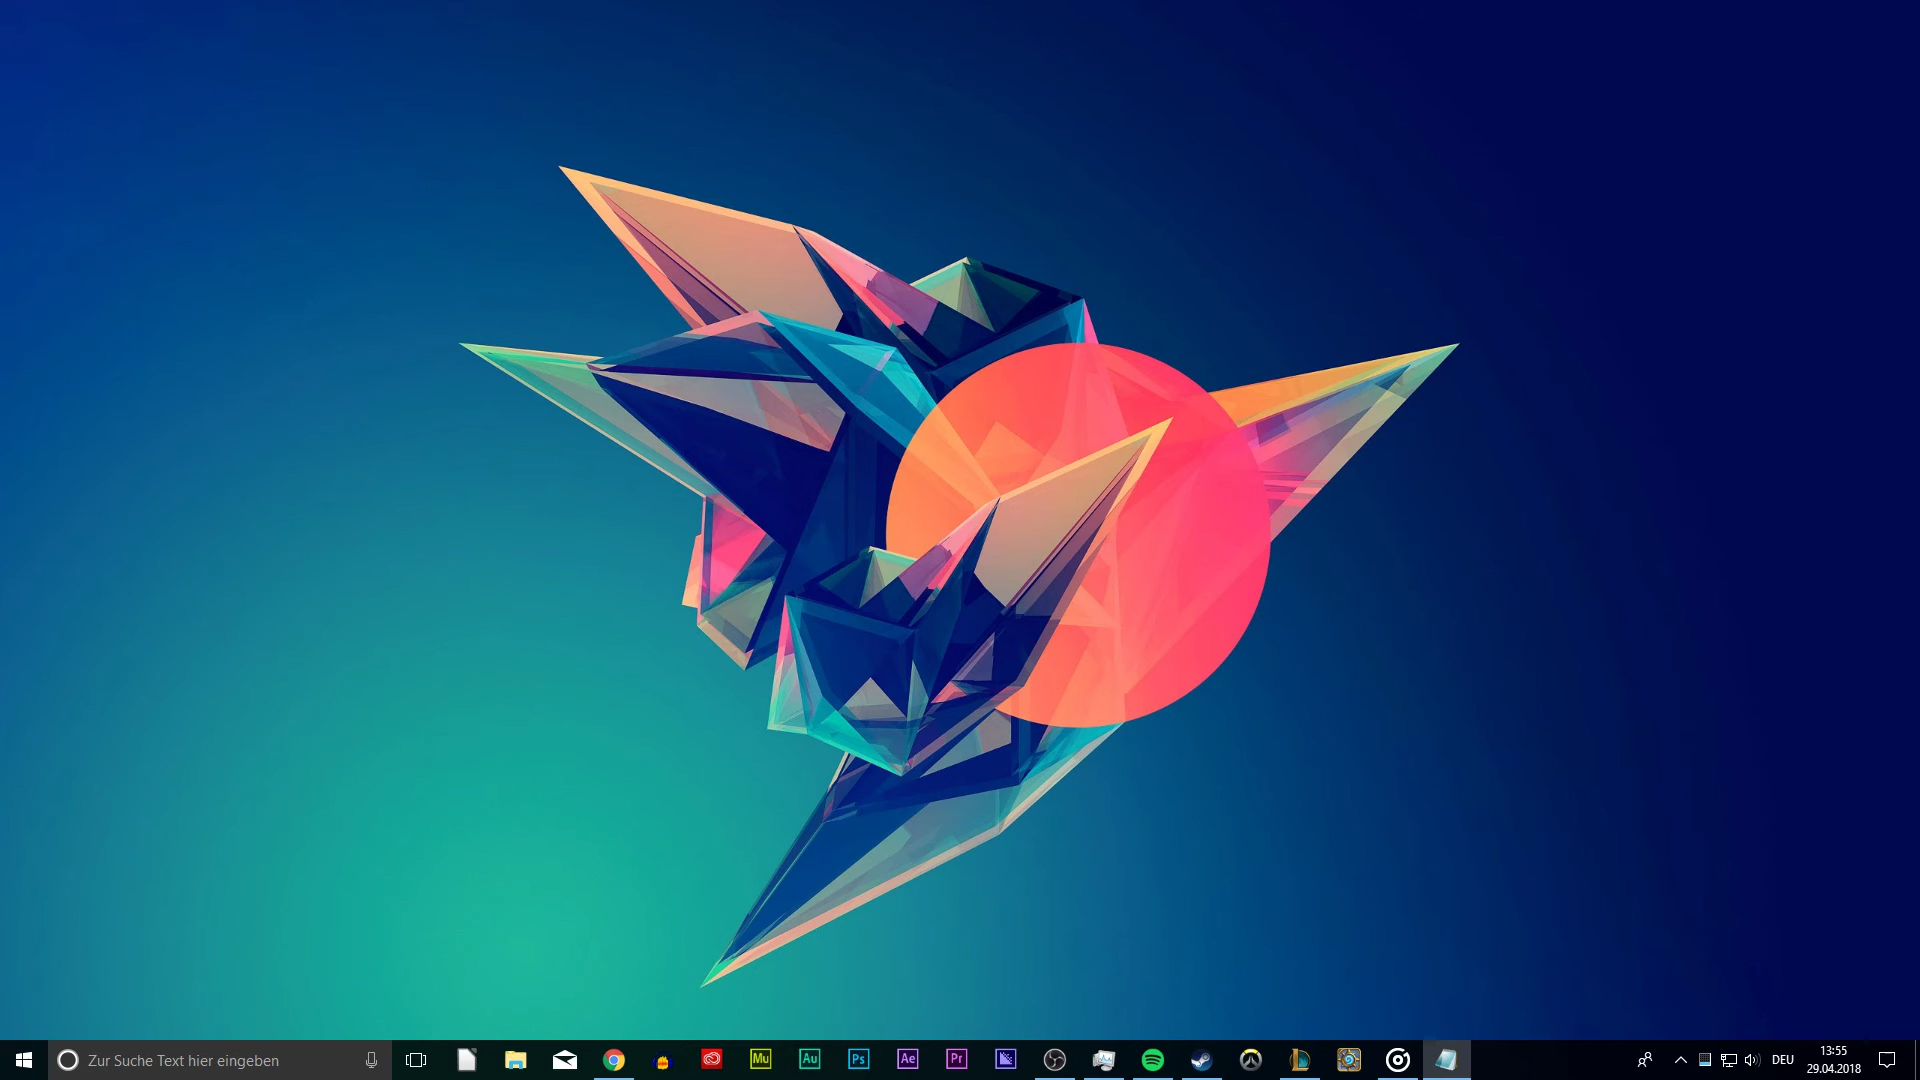 Zur Suche Text hier eingeben
Mu
Au
Ps
Ae
Pr
DEU
13:55
29.04.2018